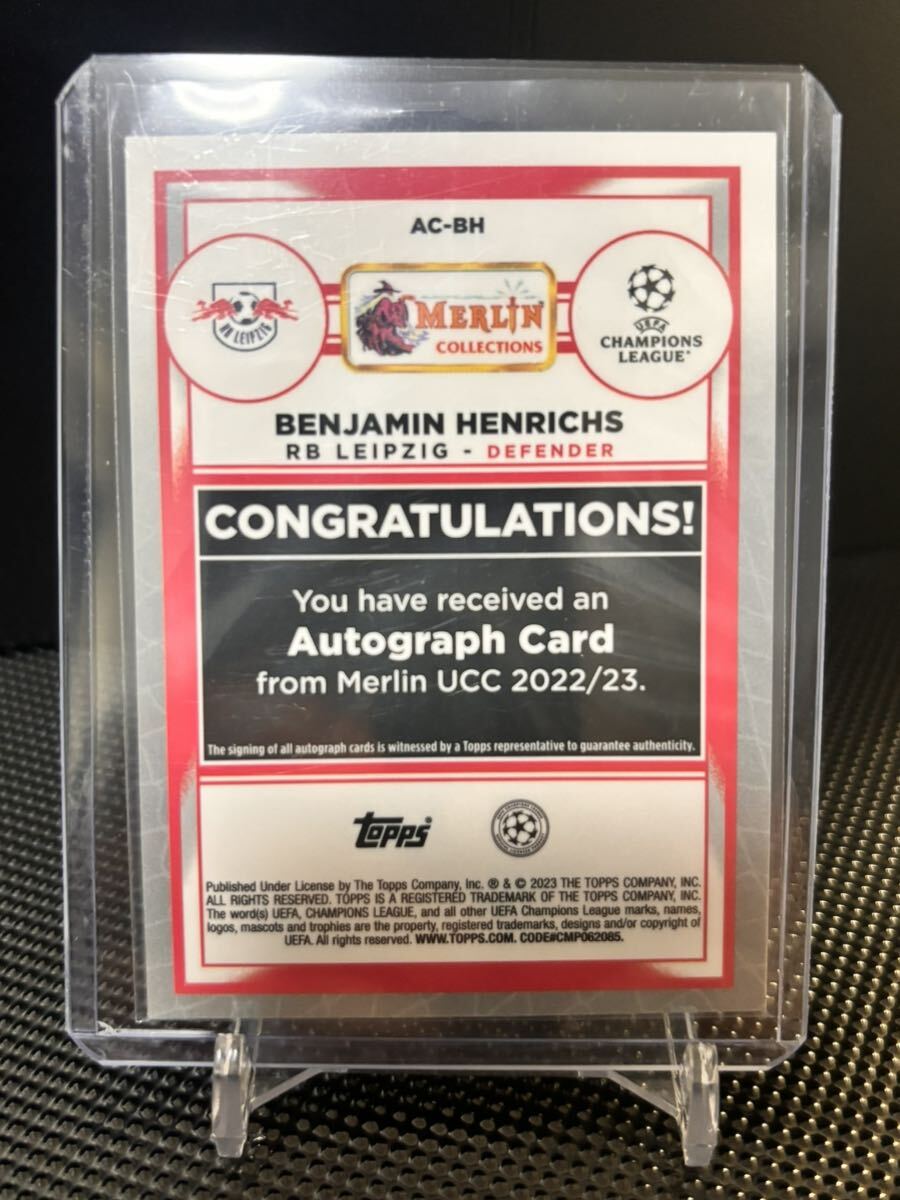 AC-BH
RB LEIPZIG
MERLIN
COLLECTIONS
UEFA
CHAMPIONS
LEAGUE®
BENJAMIN HENRICHS
RB LEIPZIG - DEFENDER
CONGRATULATIONS!
You have received an
Autograph Card
from Merlin UCC 2022/23.
The signing of all autograph cards is witnessed by a Topps representative to guarantee authenticity.
topps®
Published Under License by The Topps Company, Inc. ® & © 2023 THE TOPPS COMPANY, INC.
ALL RIGHTS RESERVED. TOPPS IS A REGISTERED TRADEMARK OF THE TOPPS COMPANY, INC.
The word(s) UEFA, CHAMPIONS LEAGUE, and all other UEFA Champions League marks, names,
logos, mascots and trophies are the property, registered trademarks, designs and/or copyright of
UEFA. All rights reserved. WWW.TOPPS.COM. CODE#CMP062085.